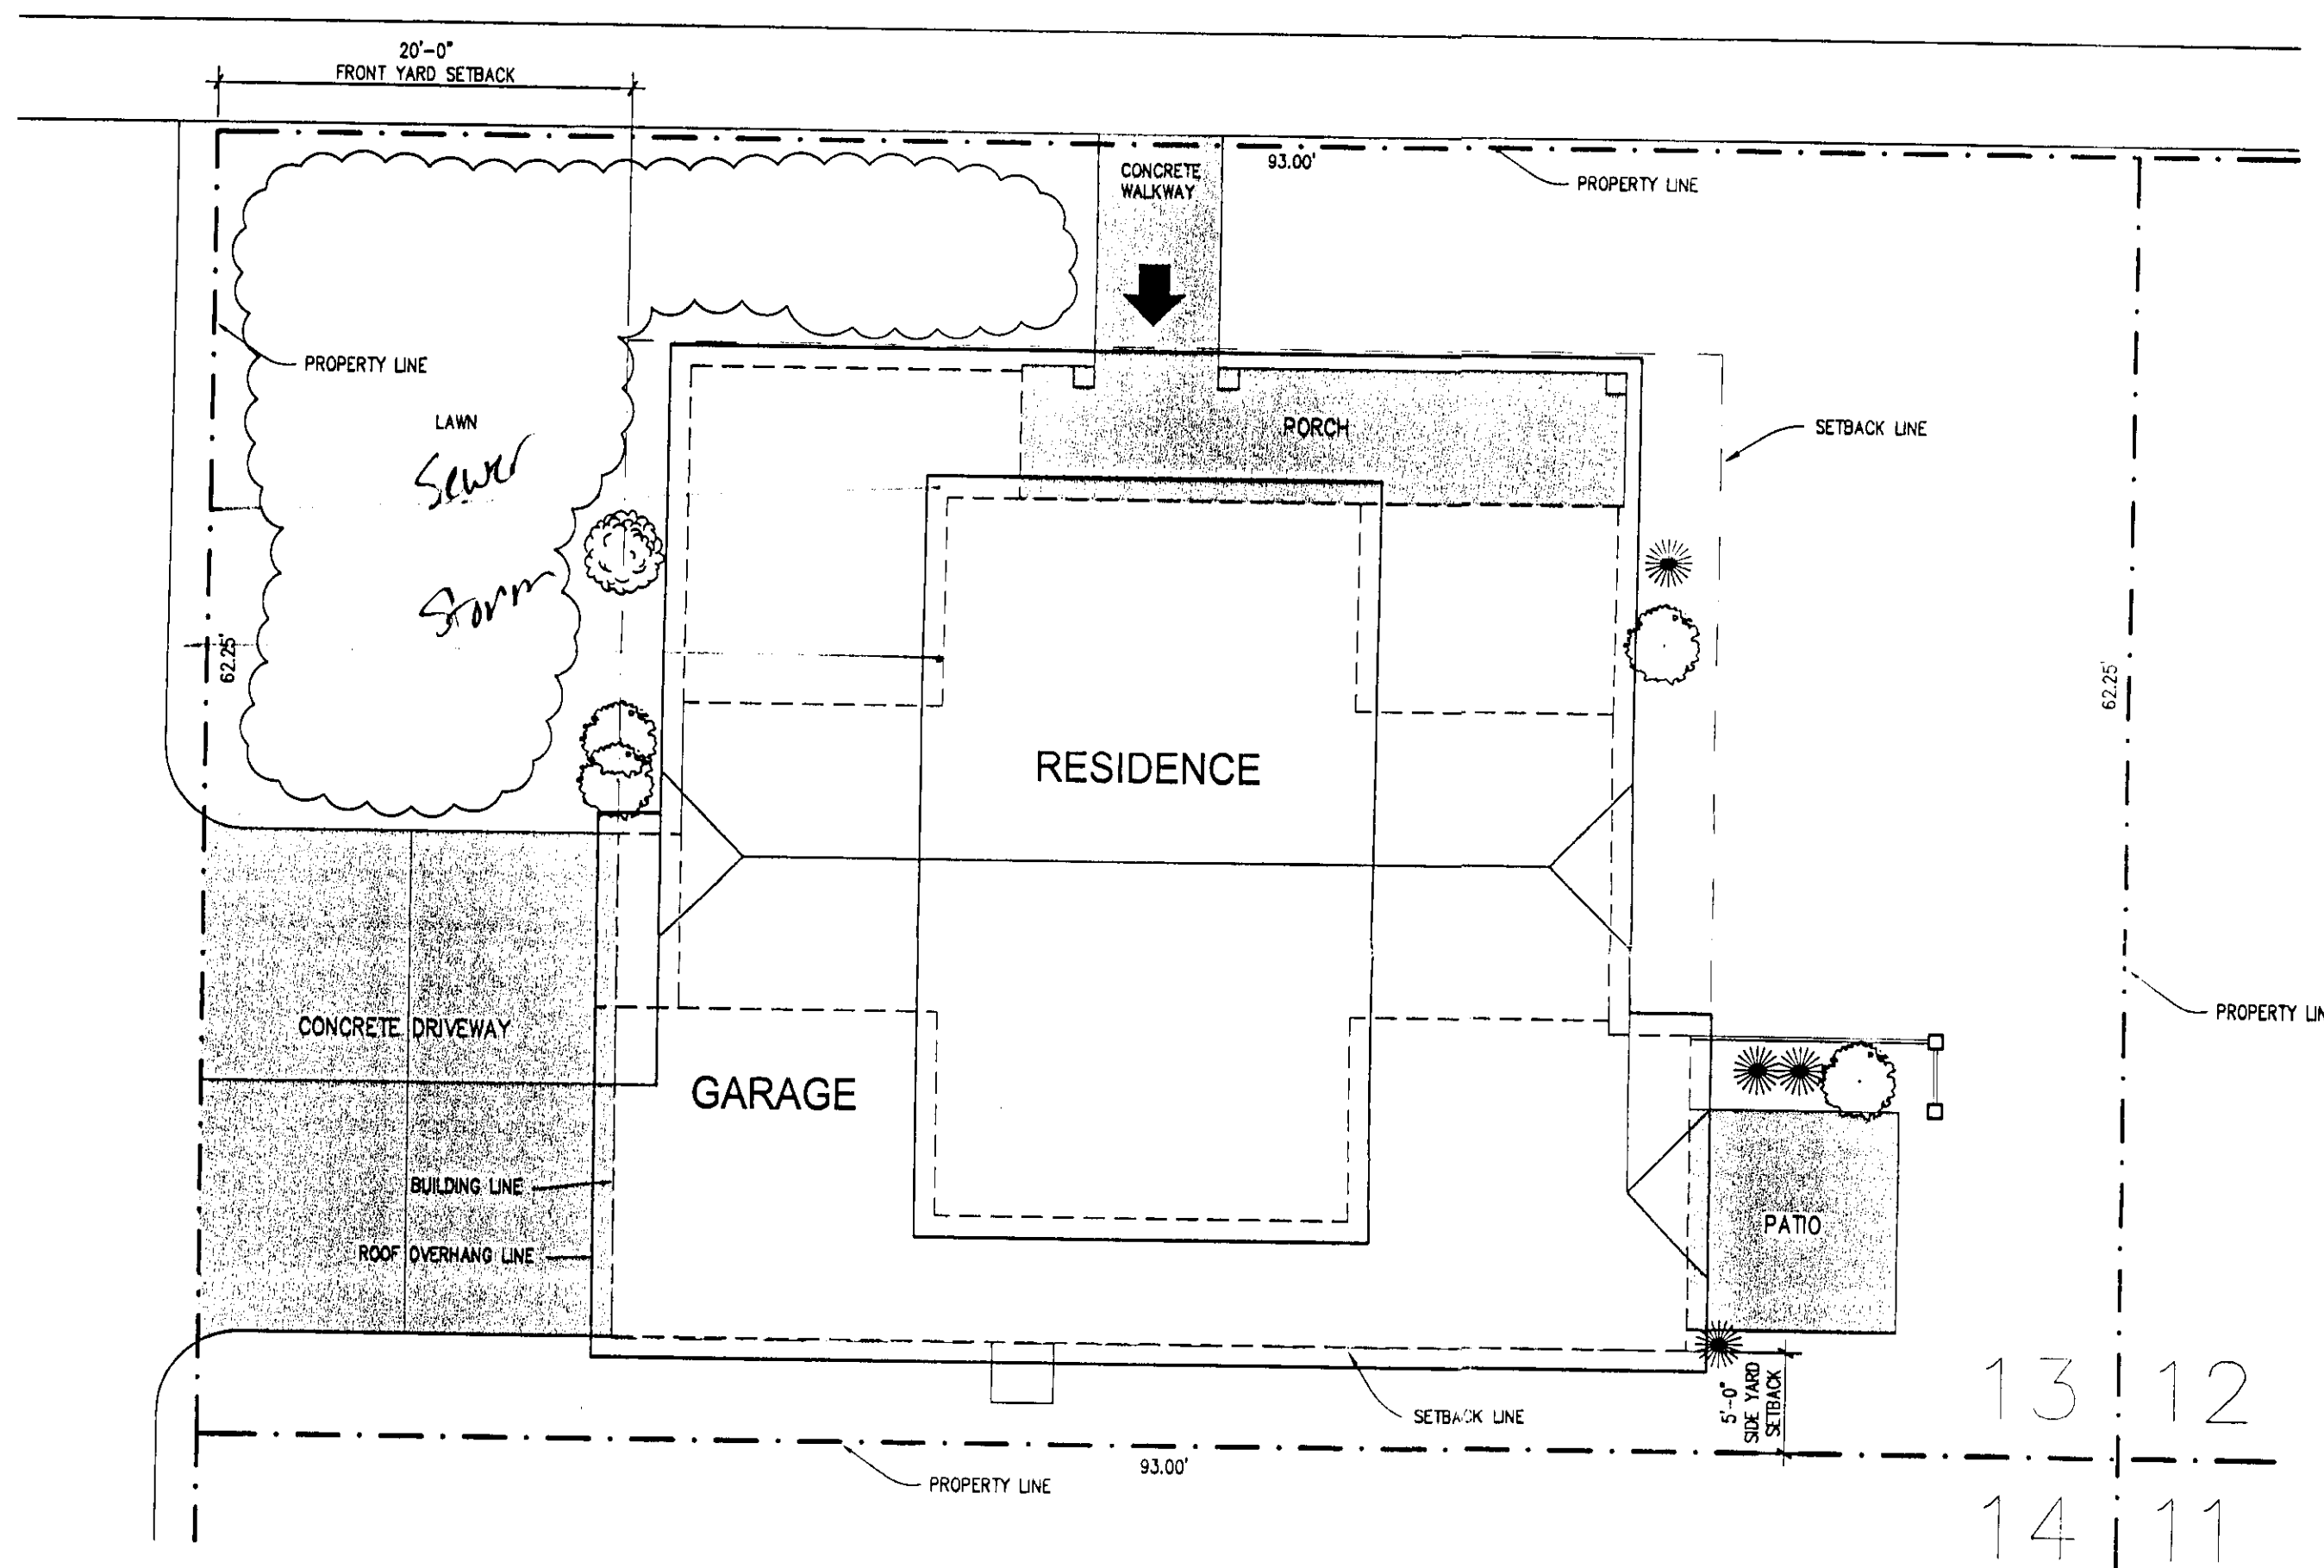 20'-0"
FRONT YARD SETBACK
CONCRETE
WALKWAY
93.00'
PROPERTY LINE
PROPERTY LINE
LAWN
Sewer
Storm
PORCH
SETBACK LINE
62.25'
62.25'
RESIDENCE
CONCRETE DRIVEWAY
GARAGE
PROPERTY LIN
BUILDING LINE
ROOF OVERHANG LINE
PATIO
5'-0"
SIDE YARD
SETBACK
SETBACK LINE
13 12
93.00'
PROPERTY LINE
14 11